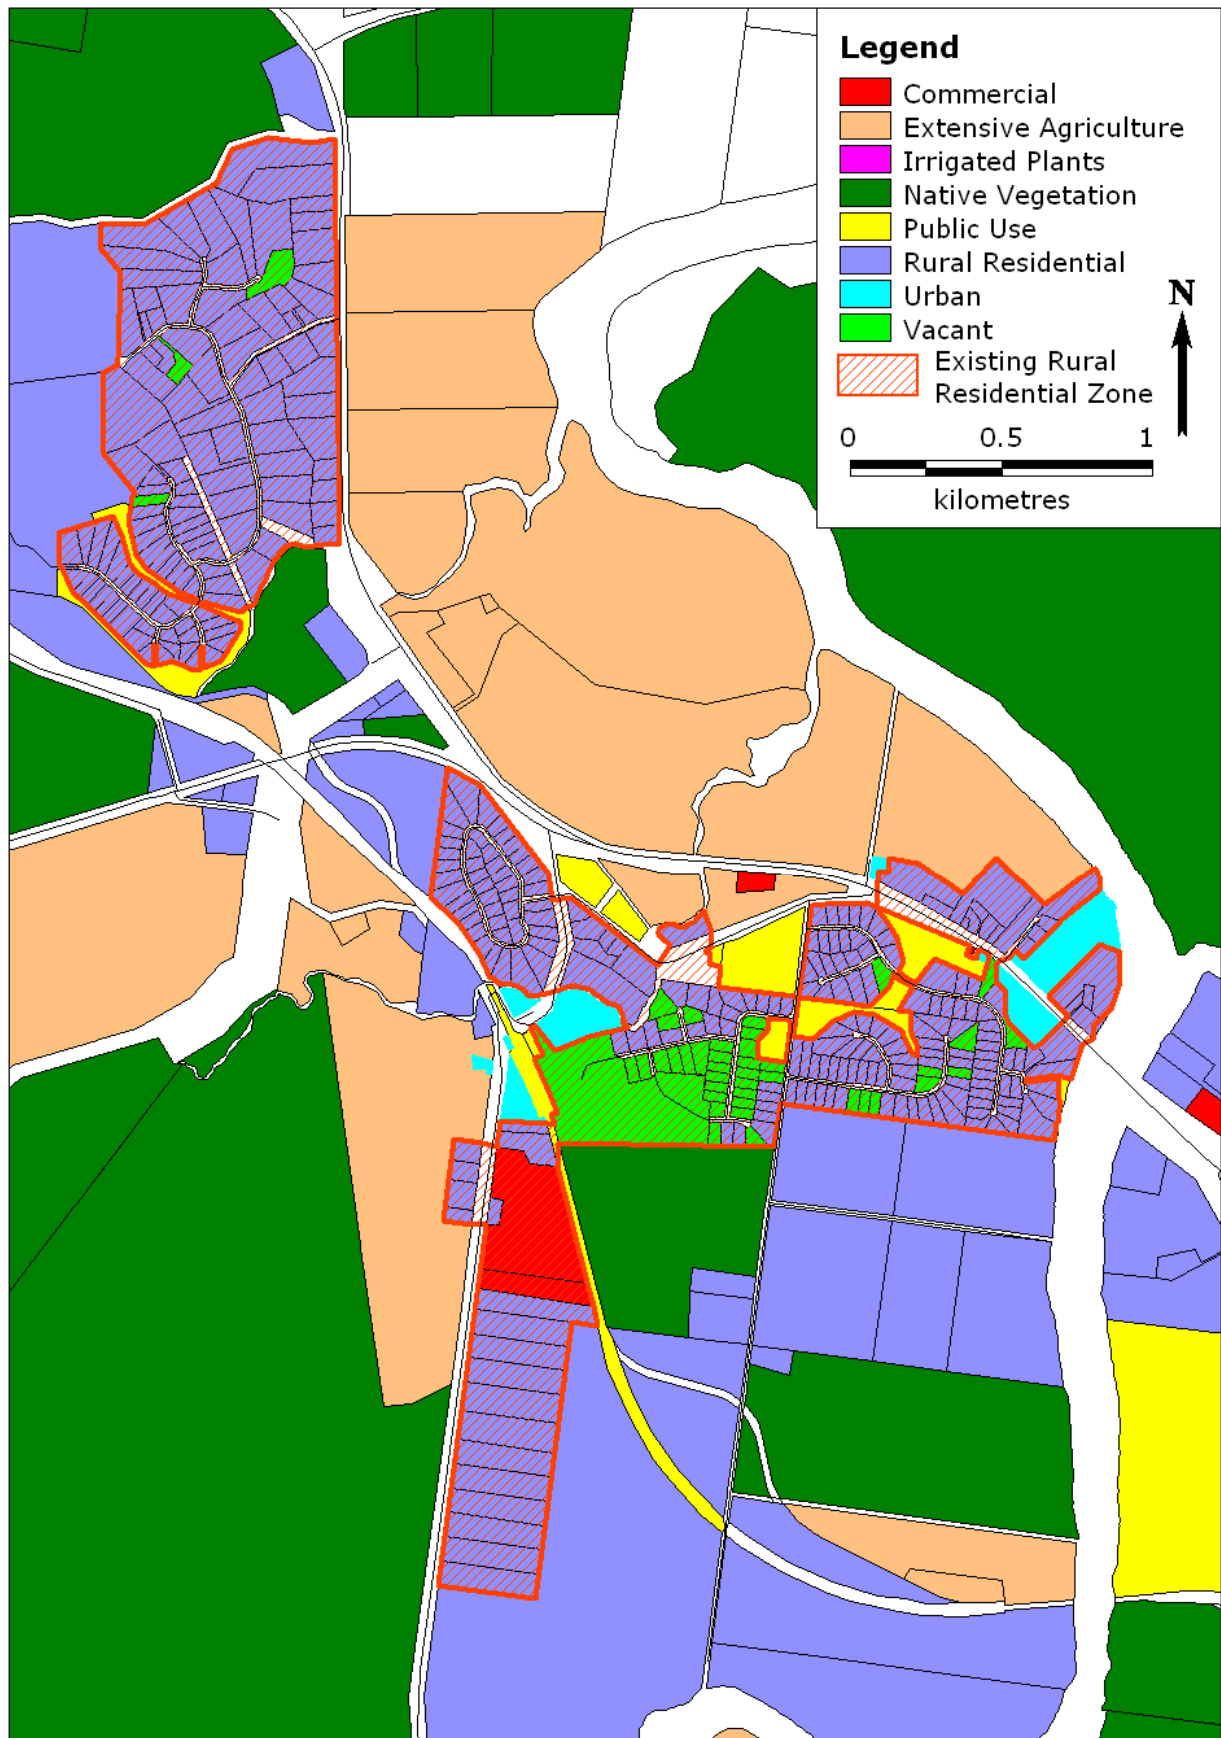 Legend
Commercial
Extensive Agriculture
Irrigated Plants
Native Vegetation
Public Use
Rural Residential
Urban
Vacant
Existing Rural
Residential Zone
N
0 0.5 1
kilometres